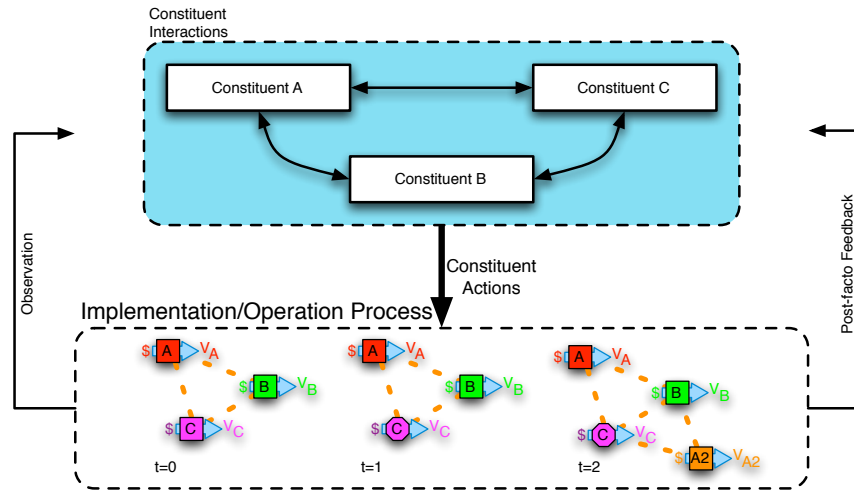 Constituent
Interactions
Constituent A
Constituent C
Constituent B
Constituent
Actions
Observation
Post-facto Feedback
Implementation/Operation Process
$ A VA
$ B VB
$ C VC
t=0
$ A VA
$ B VB
$ C VC
t=1
$ A VA
$ B VB
$ C VC
$ A2 VA2
t=2